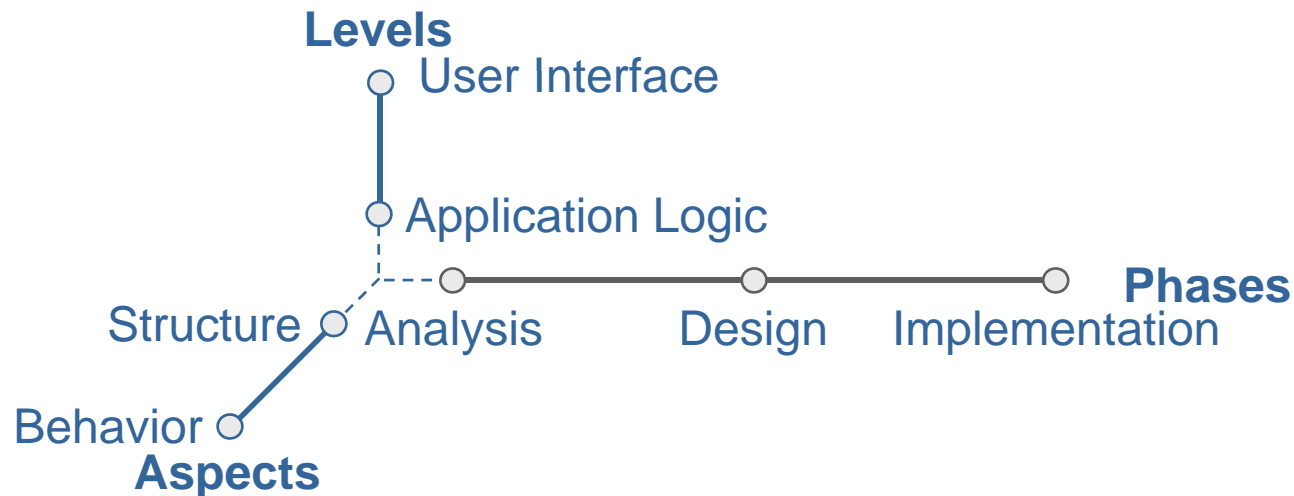 Levels
User Interface
Application Logic
Phases
Structure
Analysis
Design
Implementation
Behavior
Aspects